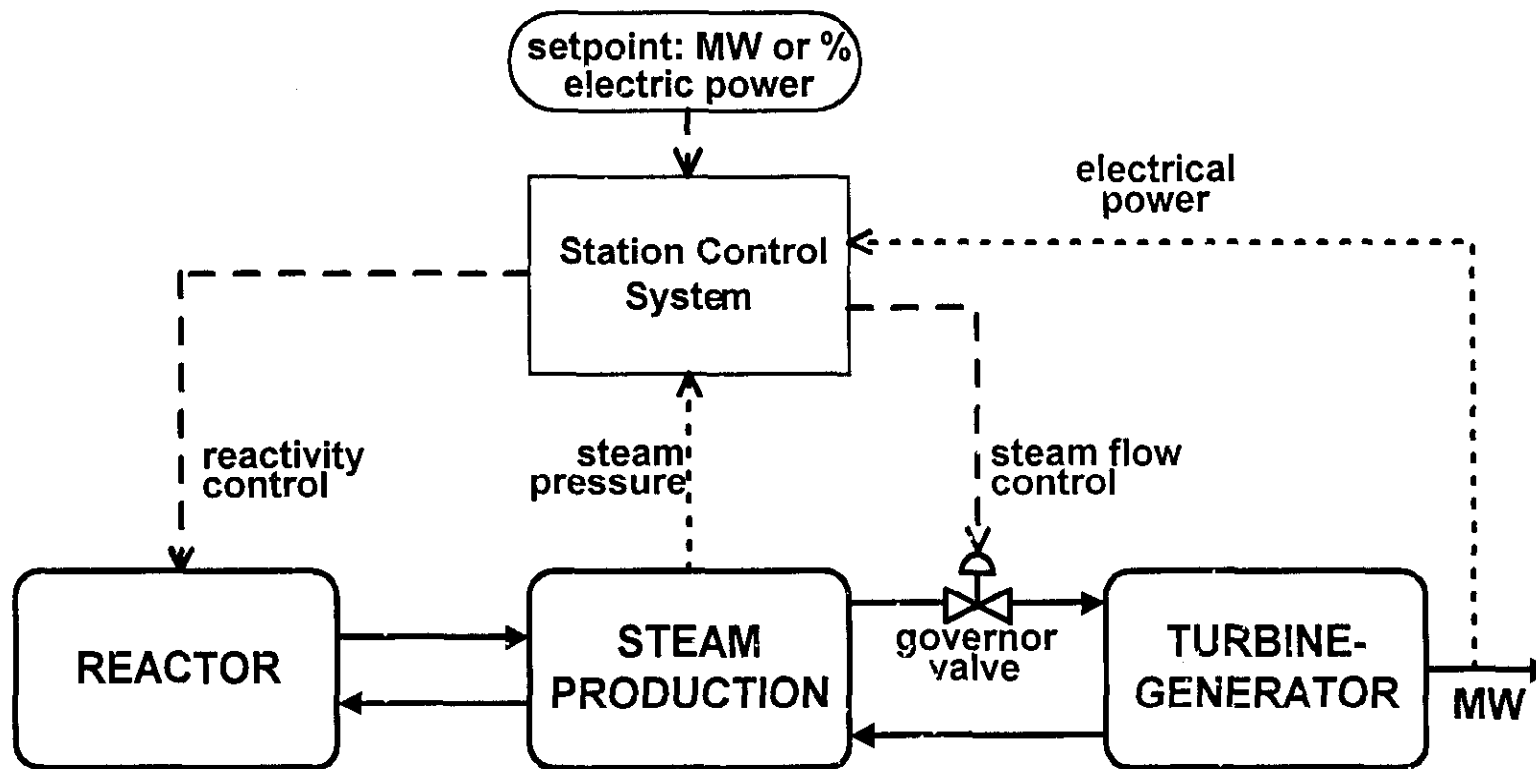 setpoint: MW or %
electric power
electrical
power
Station Control
System
reactivity
control
steam
pressure
steam flow
control
REACTOR
STEAM
PRODUCTION
governor
valve
TURBINE-
GENERATOR
MW